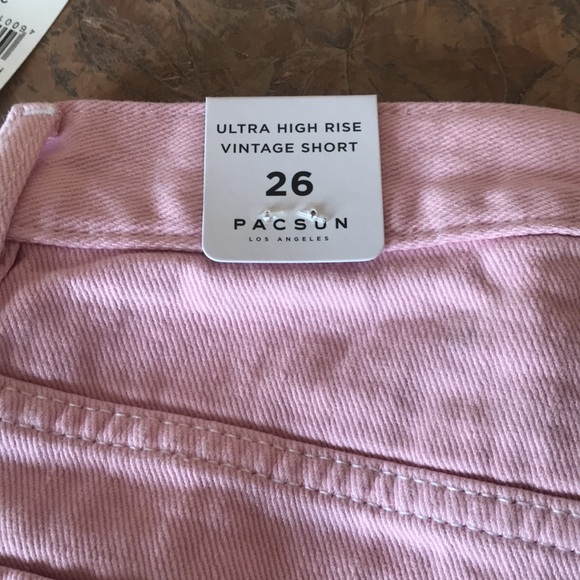 ULTRA HIGH RISE
VINTAGE SHORT
26
PACSUN
LOS ANGELES